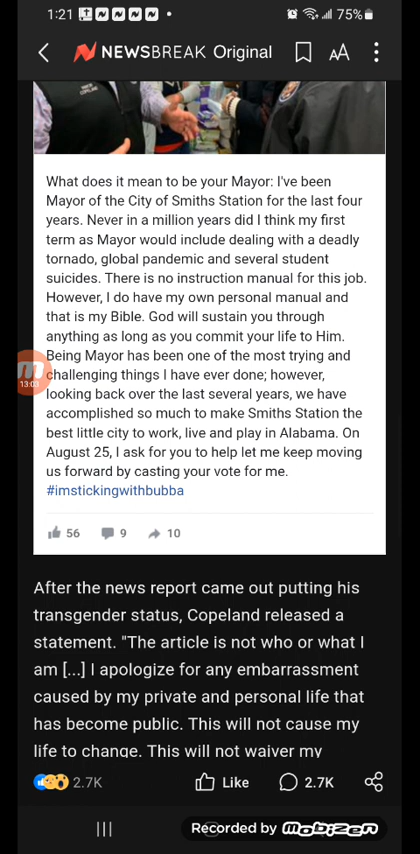 1:21
75%
NEWSBREAK Original
AA
What does it mean to be your Mayor: I've been
Mayor of the City of Smiths Station for the last four
years. Never in a million years did I think my first
term as Mayor would include dealing with a deadly
tornado, global pandemic and several student
suicides. There is no instruction manual for this job.
However, I do have my own personal manual and
that is my Bible. God will sustain you through
anything as long as you commit your life to Him.
Being Mayor has been one of the most trying and
challenging things I have ever done; however,
looking back over the last several years, we have
accomplished so much to make Smiths Station the
best little city to work, live and play in Alabama. On
August 25, I ask for you to help let me keep moving
us forward by casting your vote for me.
#imstickingwithbubba
13:03
56 9 10
After the news report came out putting his
transgender status, Copeland released a
statement. "The article is not who or what I
am [...] I apologize for any embarrassment
caused by my private and personal life that
has become public. This will not cause my
life to change. This will not waiver my
2.7K Like 2.7K
Recorded by MOBIZEN